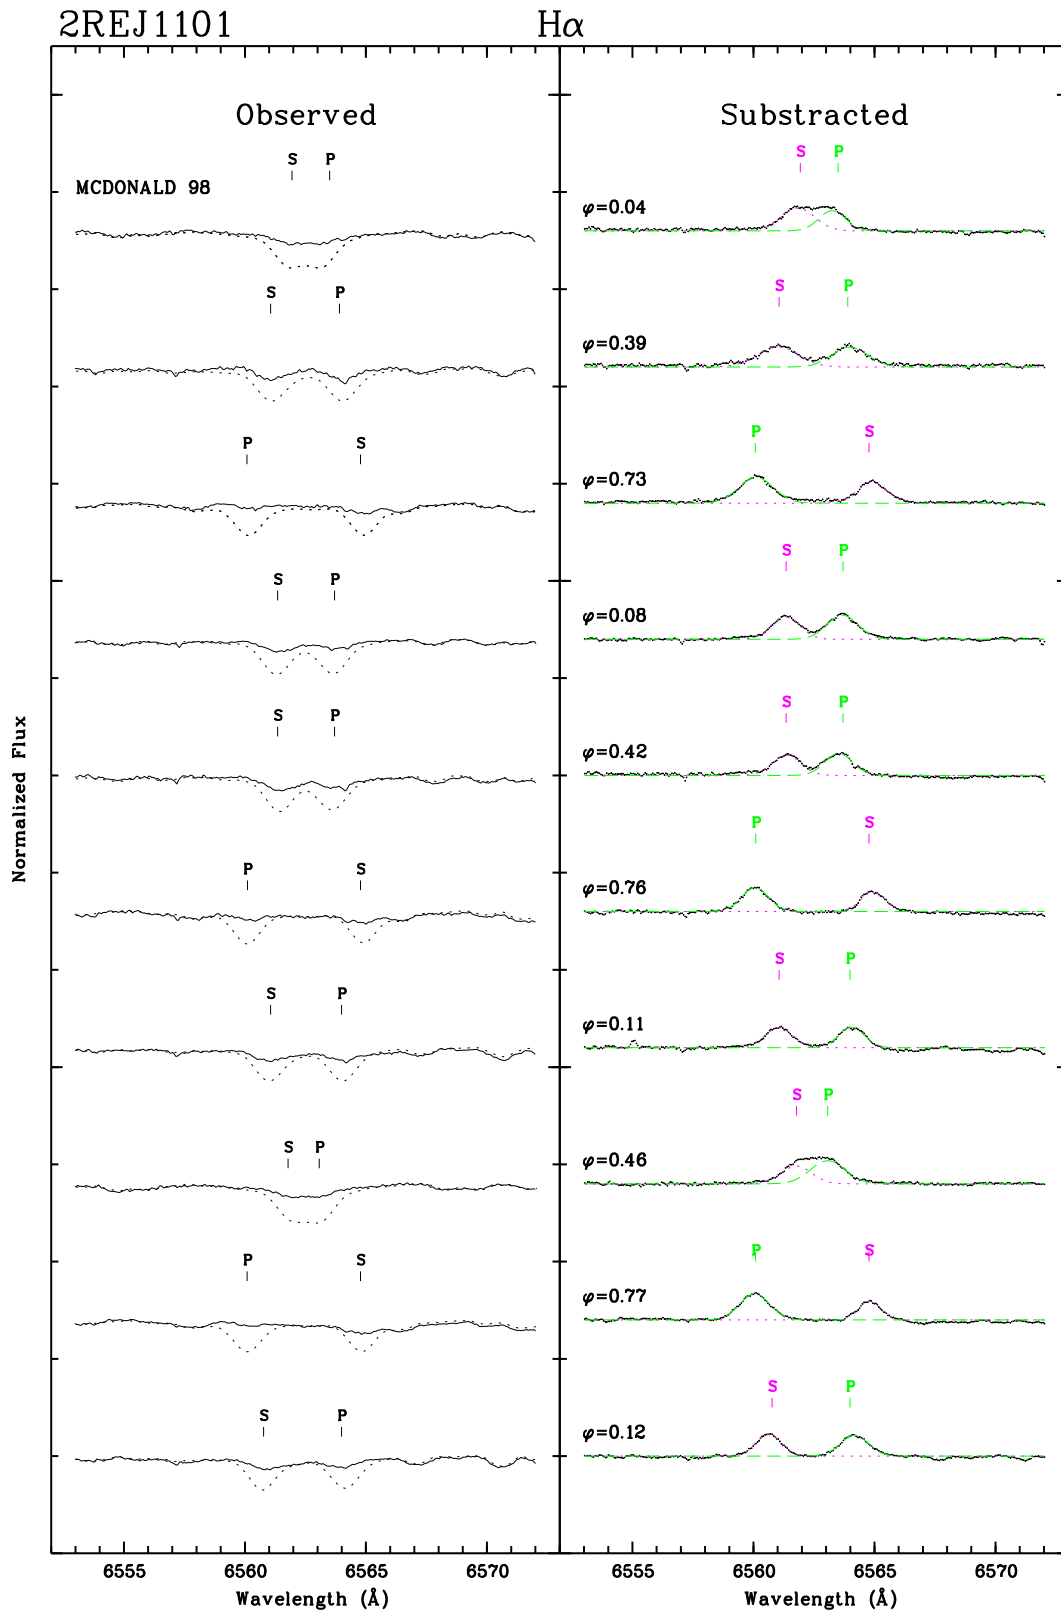 2REJ1101 Hα
Observed Substracted
S P
S P
MCDONALD 98
φ=0.04
S P
S P
φ=0.39
P S
P S
φ=0.73
S P
S P
φ=0.08
S P
S P
φ=0.42
P S
P S
φ=0.76
S P
S P
φ=0.11
S P
S P
φ=0.46
P S
P S
φ=0.77
S P
S P
φ=0.12
Normalized Flux
6555 6560 6565 6570
6555 6560 6565 6570
Wavelength (Å)
Wavelength (Å)